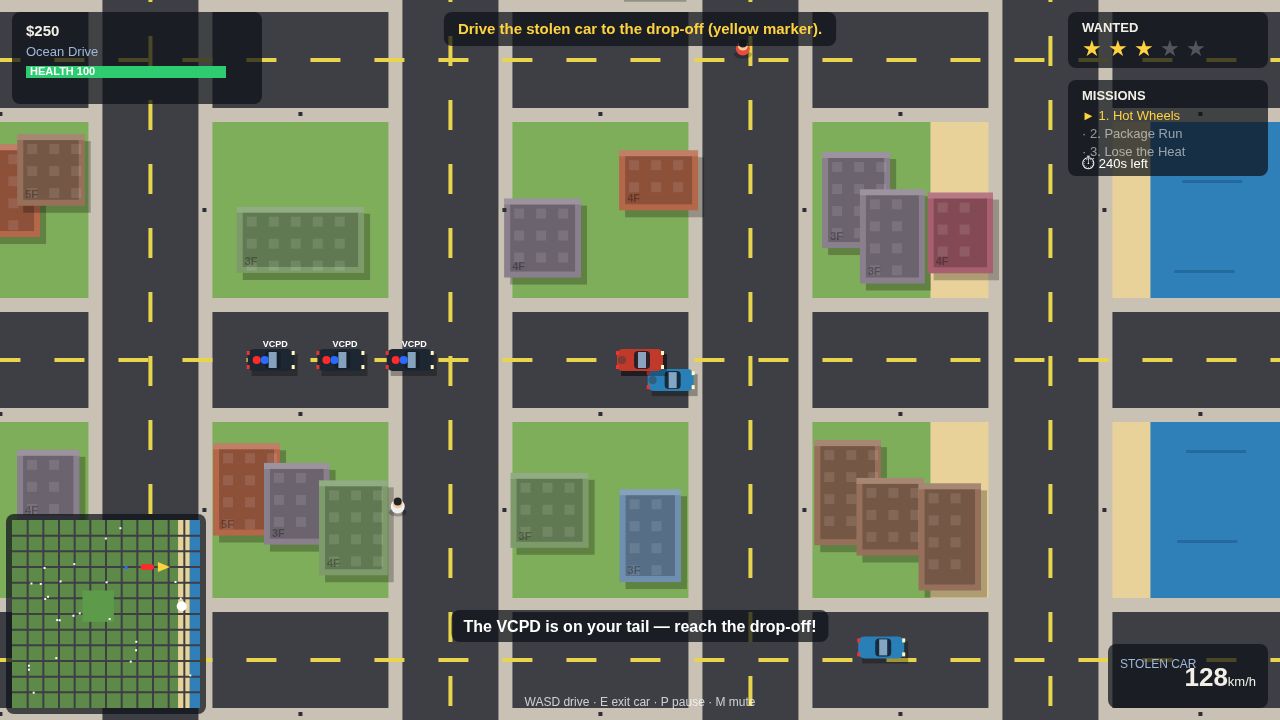 $250
Ocean Drive
HEALTH 100
Drive the stolen car to the drop-off (yellow marker).
WANTED
★ ★ ★ ★ ★
MISSIONS
► 1. Hot Wheels
· 2. Package Run
· 3. Lose the Heat
⏱ 240s left
5F
3F
4F
4F
3F
3F
4F
VCPD
VCPD
VCPD
4F
5F
3F
4F
3F
3F
The VCPD is on your tail — reach the drop-off!
STOLEN CAR
128km/h
WASD drive · E exit car · P pause · M mute